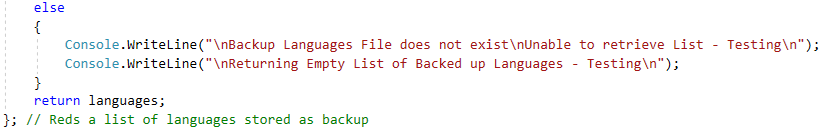 else
{
Console.WriteLine("\nBackup Languages File does not exist\nUnable to retrieve List - Testing\n");
Console.WriteLine("\nReturning Empty List of Backed up Languages - Testing\n");
}
return languages;
}; // Reds a list of languages stored as backup